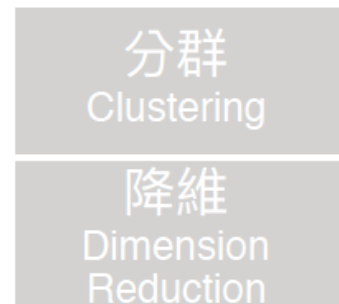 分群
Clustering
降維
Dimension
Reduction